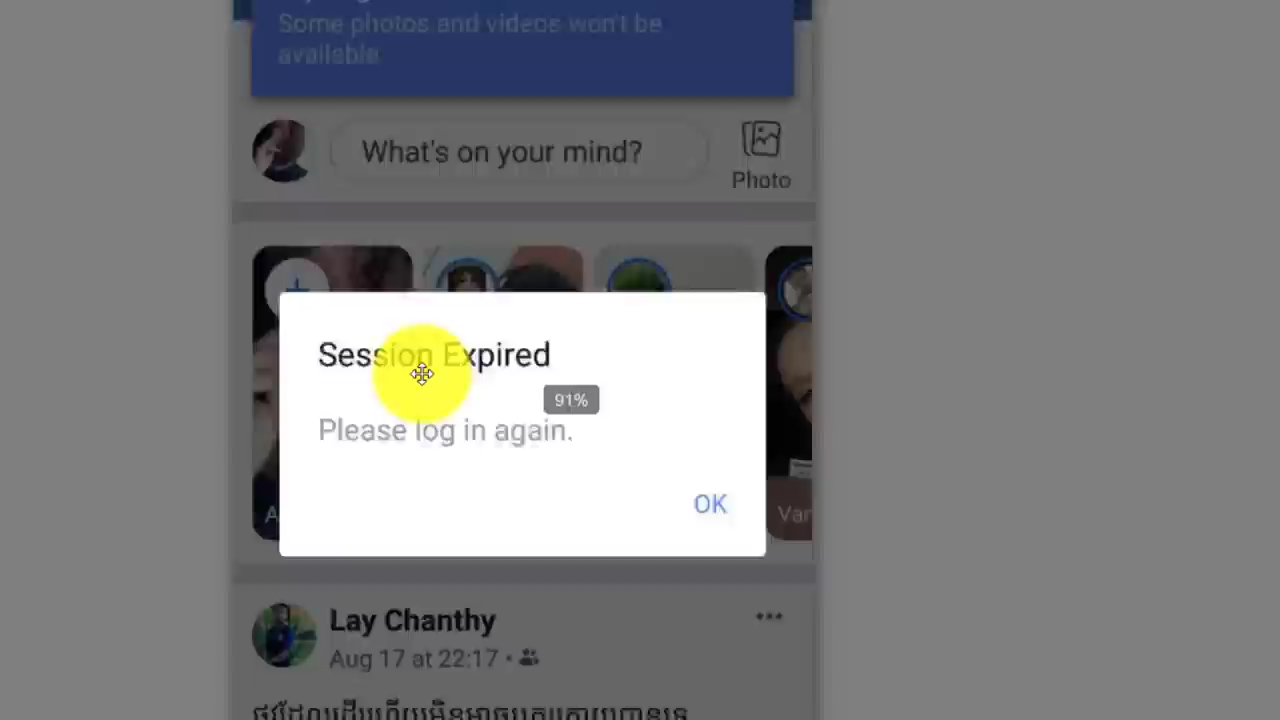 Some photos and videos won't be
available.
What's on your mind?
Photo
Session Expired
91%
Please log in again.
OK
A
Van
Lay Chanthy
Aug 17 at 22:17